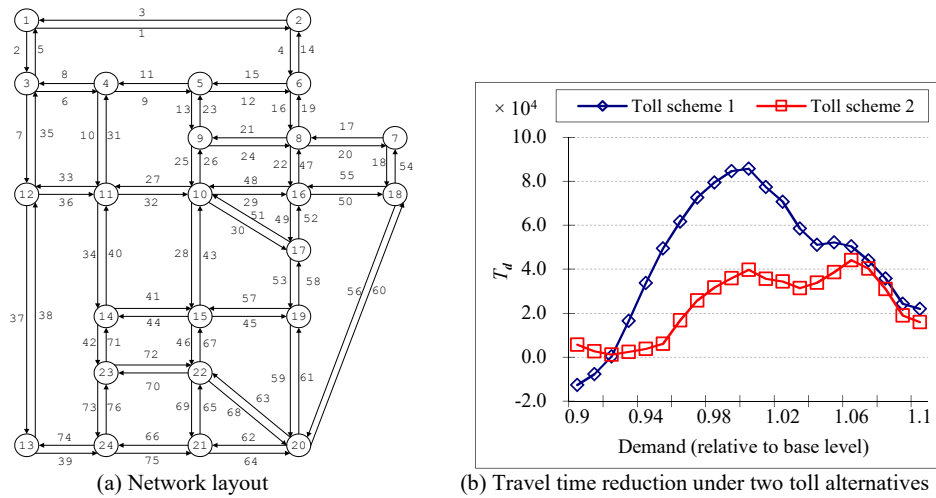 3
1 2
1
2 5 4 14
8 11 15
3 4 5 6
6 9 12
13 23 16 19
7 35 10 31
21 17
9 8 7
24 20
25 26 22 47 18 54
33 27 48 55
12 11 10 16 18
36 32 29 50
51 49 52
30
17
34 40 28 43
53 58
56 60
41 57
14 15 19
44 45
37 38
42 71 46 67
72
23 22
70
59 61
63
73 76 69 65 68
74 66 62
13 24 21 20
39 75 64
(a) Network layout
× 10⁴
Toll scheme 1 Toll scheme 2
10.0
8.0
6.0
4.0
2.0
0.0
-2.0
T_d
0.9 0.94 0.98 1.02 1.06 1.1
Demand (relative to base level)
(b) Travel time reduction under two toll alternatives